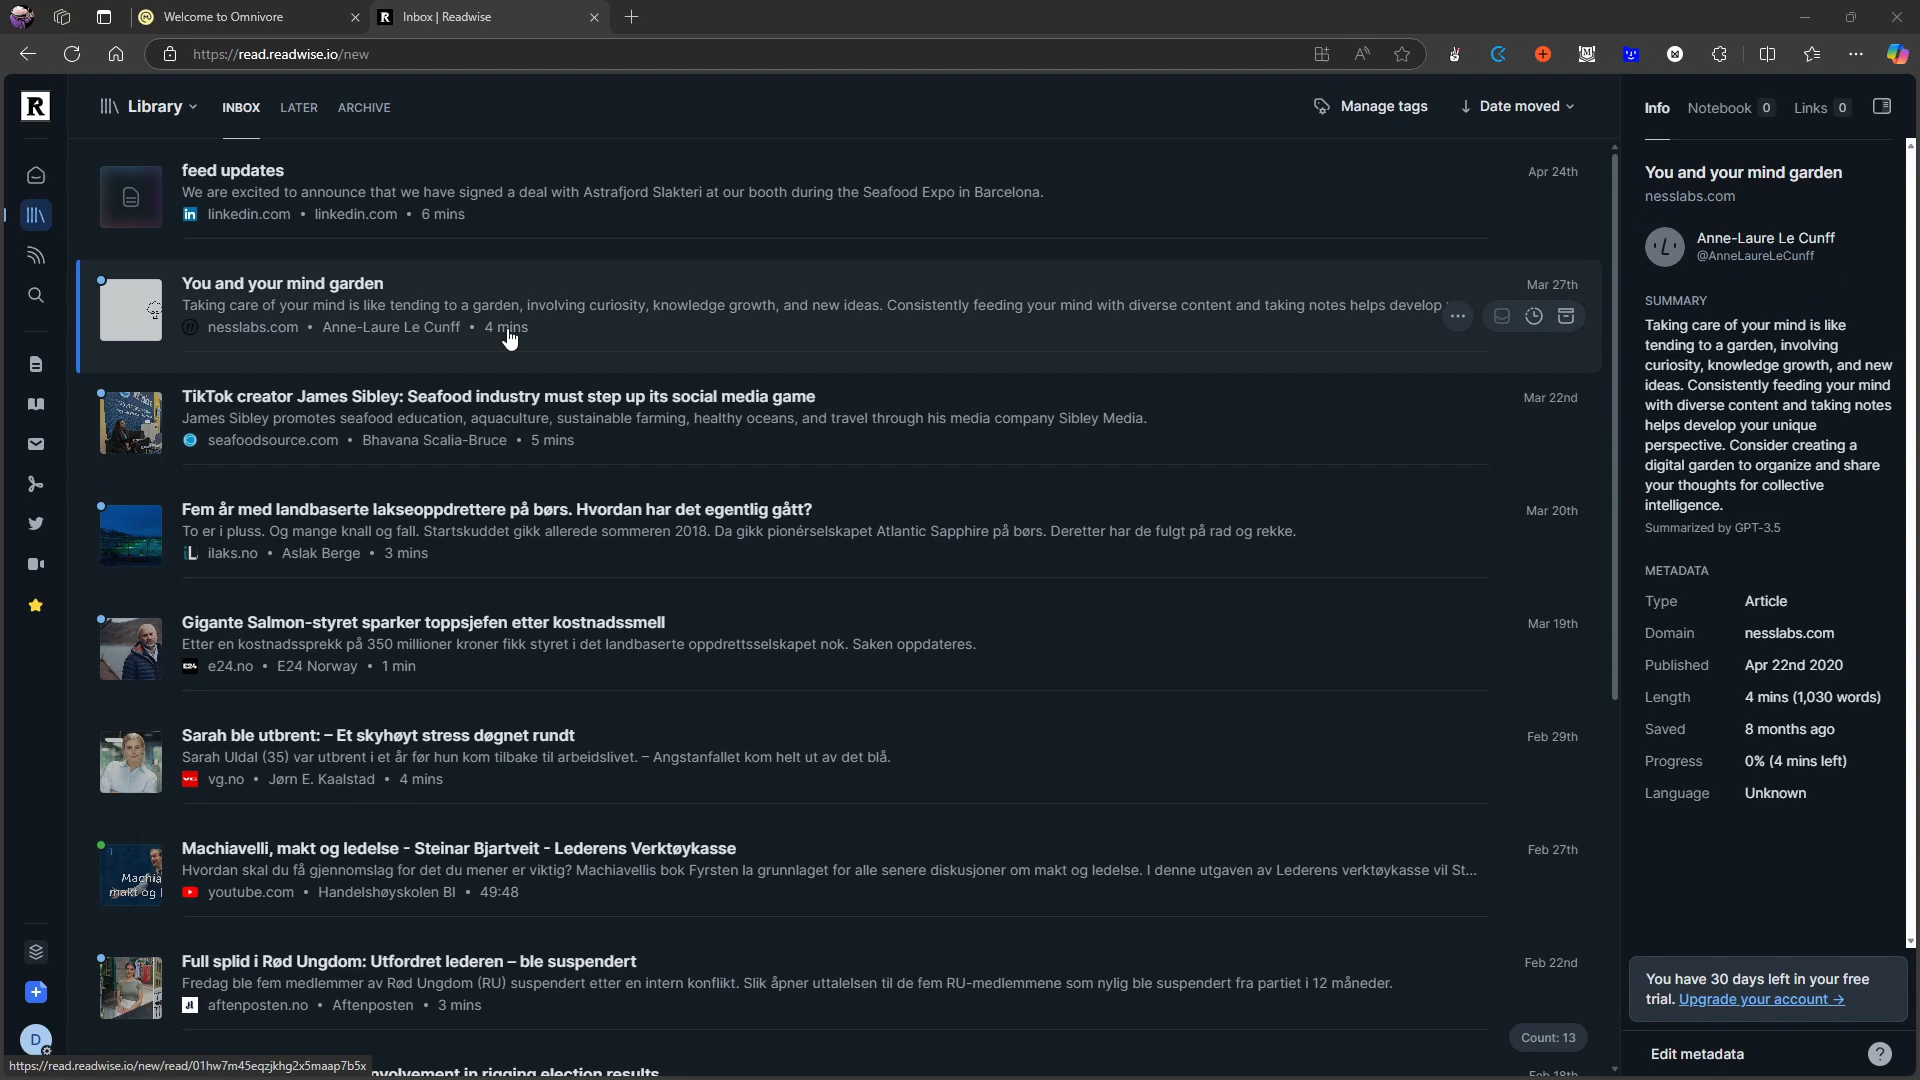 Welcome to Omnivore
Inbox | Readwise
https://read.readwise.io/new
Library
INBOX
LATER
ARCHIVE
Manage tags
Date moved
feed updates
Apr 24th
We are excited to announce that we have signed a deal with Astrafjord Slakteri at our booth during the Seafood Expo in Barcelona.
linkedin.com • linkedin.com • 6 mins
You and your mind garden
Mar 27th
Taking care of your mind is like tending to a garden, involving curiosity, knowledge growth, and new ideas. Consistently feeding your mind with diverse content and taking notes helps develop
nesslabs.com • Anne-Laure Le Cunff • 4 mins
TikTok creator James Sibley: Seafood industry must step up its social media game
Mar 22nd
James Sibley promotes seafood education, aquaculture, sustainable farming, healthy oceans, and travel through his media company Sibley Media.
seafoodsource.com • Bhavana Scalia-Bruce • 5 mins
Fem år med landbaserte lakseoppdrettere på børs. Hvordan har det egentlig gått?
Mar 20th
To er i pluss. Og mange knall og fall. Startskuddet gikk allerede sommeren 2018. Da gikk pionérselskapet Atlantic Sapphire på børs. Deretter har de fulgt på rad og rekke.
ilaks.no • Aslak Berge • 3 mins
Gigante Salmon-styret sparker toppsjefen etter kostnadssmell
Mar 19th
Etter en kostnadssprekk på 350 millioner kroner fikk styret i det landbaserte oppdrettsselskapet nok. Saken oppdateres.
E24 e24.no • E24 Norway • 1 min
Sarah ble utbrent: – Et skyhøyt stress døgnet rundt
Feb 29th
Sarah Uldal (35) var utbrent i et år før hun kom tilbake til arbeidslivet. – Angstanfallet kom helt ut av det blå.
vg.no • Jørn E. Kaalstad • 4 mins
Machiavelli, makt og ledelse - Steinar Bjartveit - Lederens Verktøykasse
Feb 27th
Hvordan skal du få gjennomslag for det du mener er viktig? Machiavellis bok Fyrsten la grunnlaget for alle senere diskusjoner om makt og ledelse. I denne utgaven av Lederens verktøykasse vil St...
youtube.com • Handelshøyskolen BI • 49:48
Full splid i Rød Ungdom: Utfordret lederen – ble suspendert
Feb 22nd
Fredag ble fem medlemmer av Rød Ungdom (RU) suspendert etter en intern konflikt. Slik åpner uttalelsen til de fem RU-medlemmene som nylig ble suspendert fra partiet i 12 måneder.
aftenposten.no • Aftenposten • 3 mins
Count: 13
nvolvement in rigging election results
Feb 18th
https://read.readwise.io/new/read/01hw7m45eqzjkhg2x5maap7b5x
Info
Notebook 0
Links 0
You and your mind garden
nesslabs.com
Anne-Laure Le Cunff
@AnneLaureLeCunff
SUMMARY
Taking care of your mind is like
tending to a garden, involving
curiosity, knowledge growth, and new
ideas. Consistently feeding your mind
with diverse content and taking notes
helps develop your unique
perspective. Consider creating a
digital garden to organize and share
your thoughts for collective
intelligence.
Summarized by GPT-3.5
METADATA
Type Article
Domain nesslabs.com
Published Apr 22nd 2020
Length 4 mins (1,030 words)
Saved 8 months ago
Progress 0% (4 mins left)
Language Unknown
You have 30 days left in your free
trial. Upgrade your account →
Edit metadata